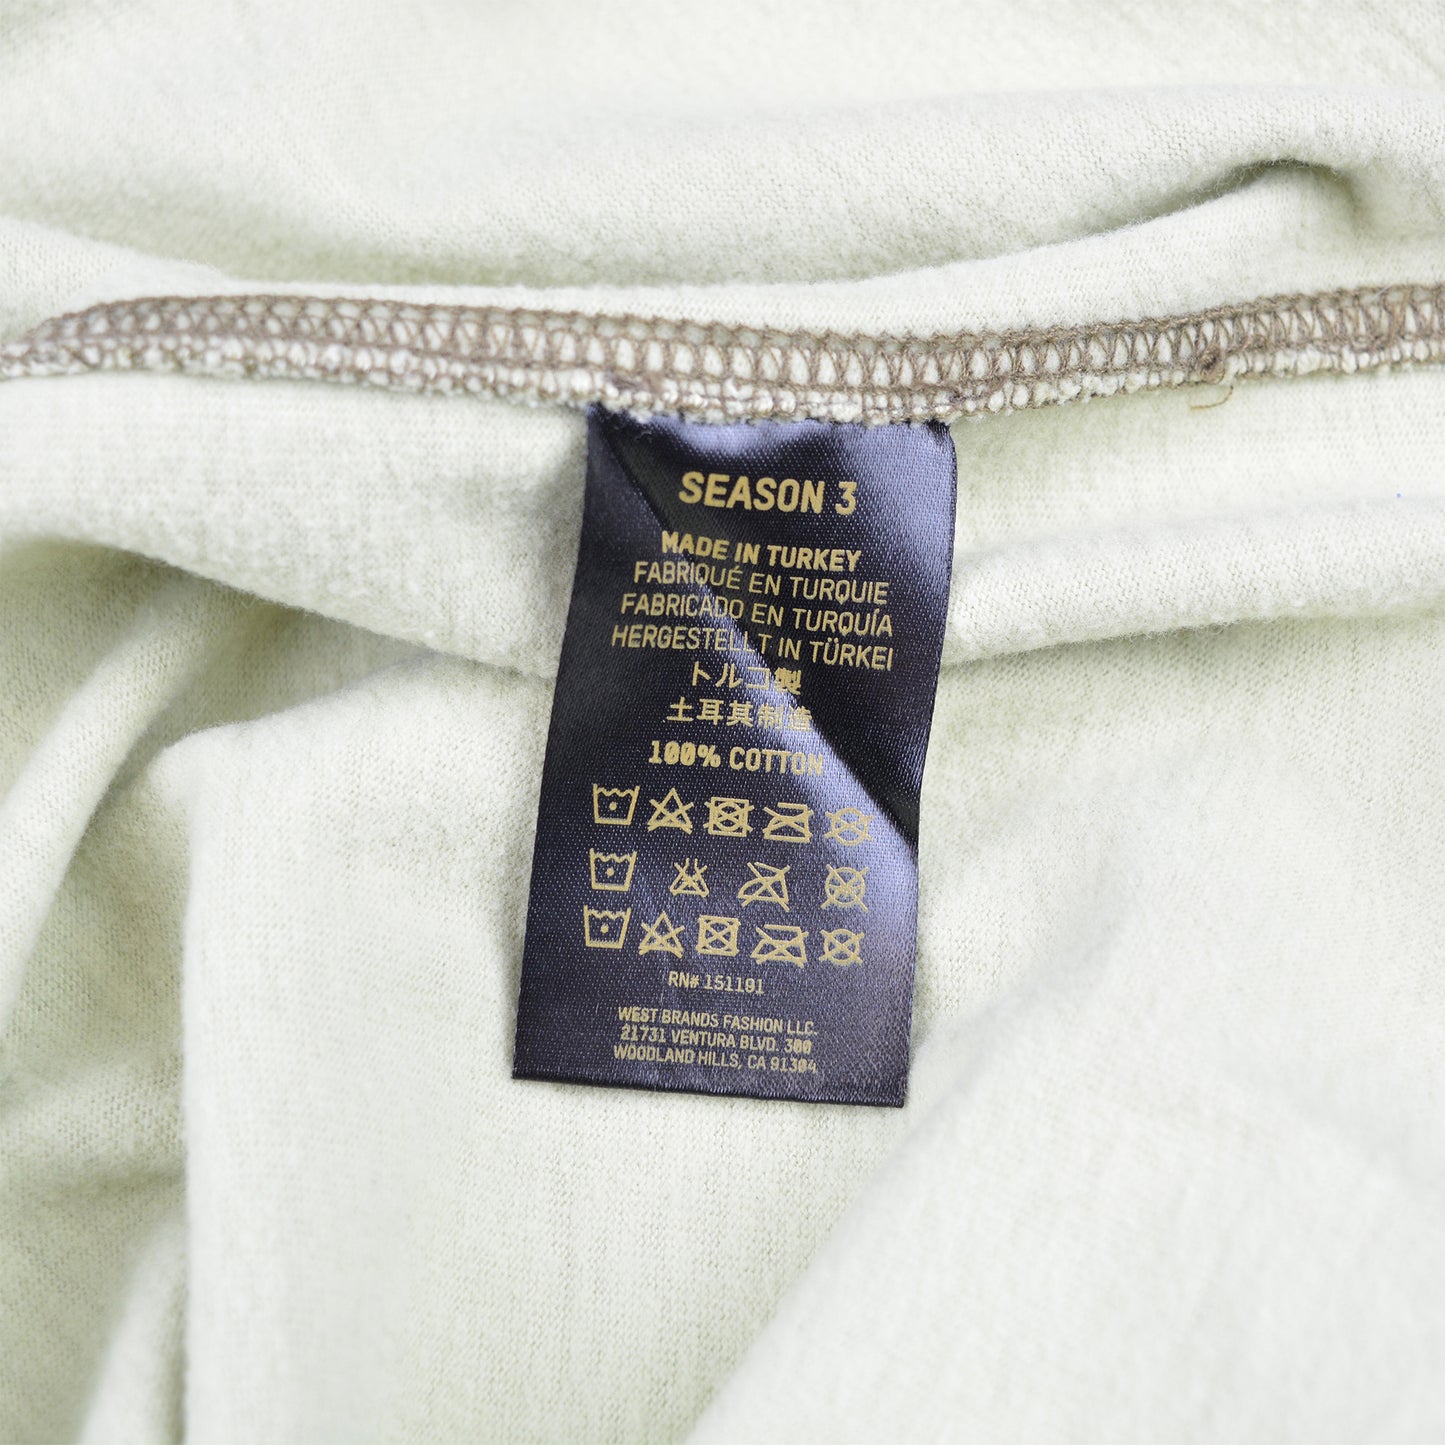 SEASON 3
MADE IN TURKEY
FABRIQUÉ EN TURQUIE
FABRICADO EN TURQUÍA
HERGESTELLT IN TÜRKEI
トルコ製
土耳其制造
100% COTTON
RN# 151191
WEST BRANDS FASHION LLC.
21731 VENTURA BLVD. 300
WOODLAND HILLS, CA 91304